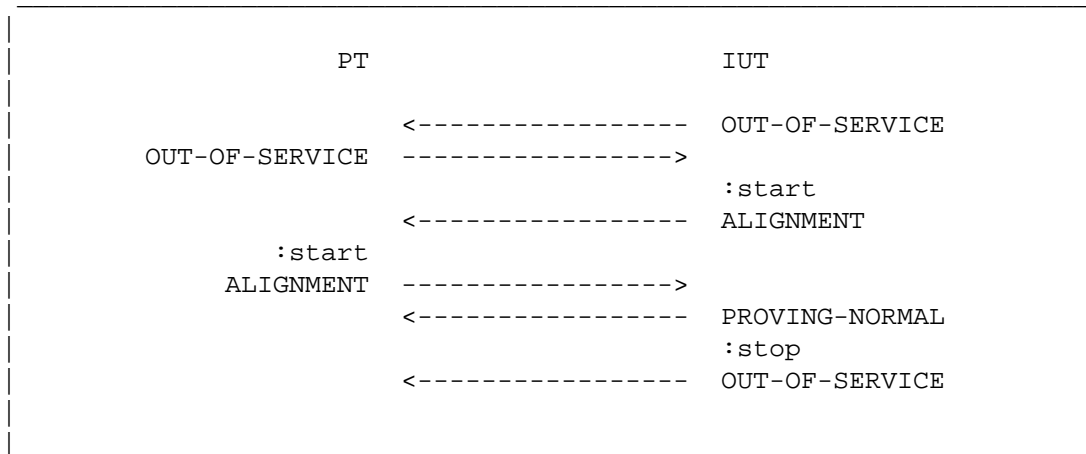 PT IUT
<----------------- OUT-OF-SERVICE
OUT-OF-SERVICE ----------------->
:start
<----------------- ALIGNMENT
:start
ALIGNMENT ----------------->
<----------------- PROVING-NORMAL
:stop
<----------------- OUT-OF-SERVICE